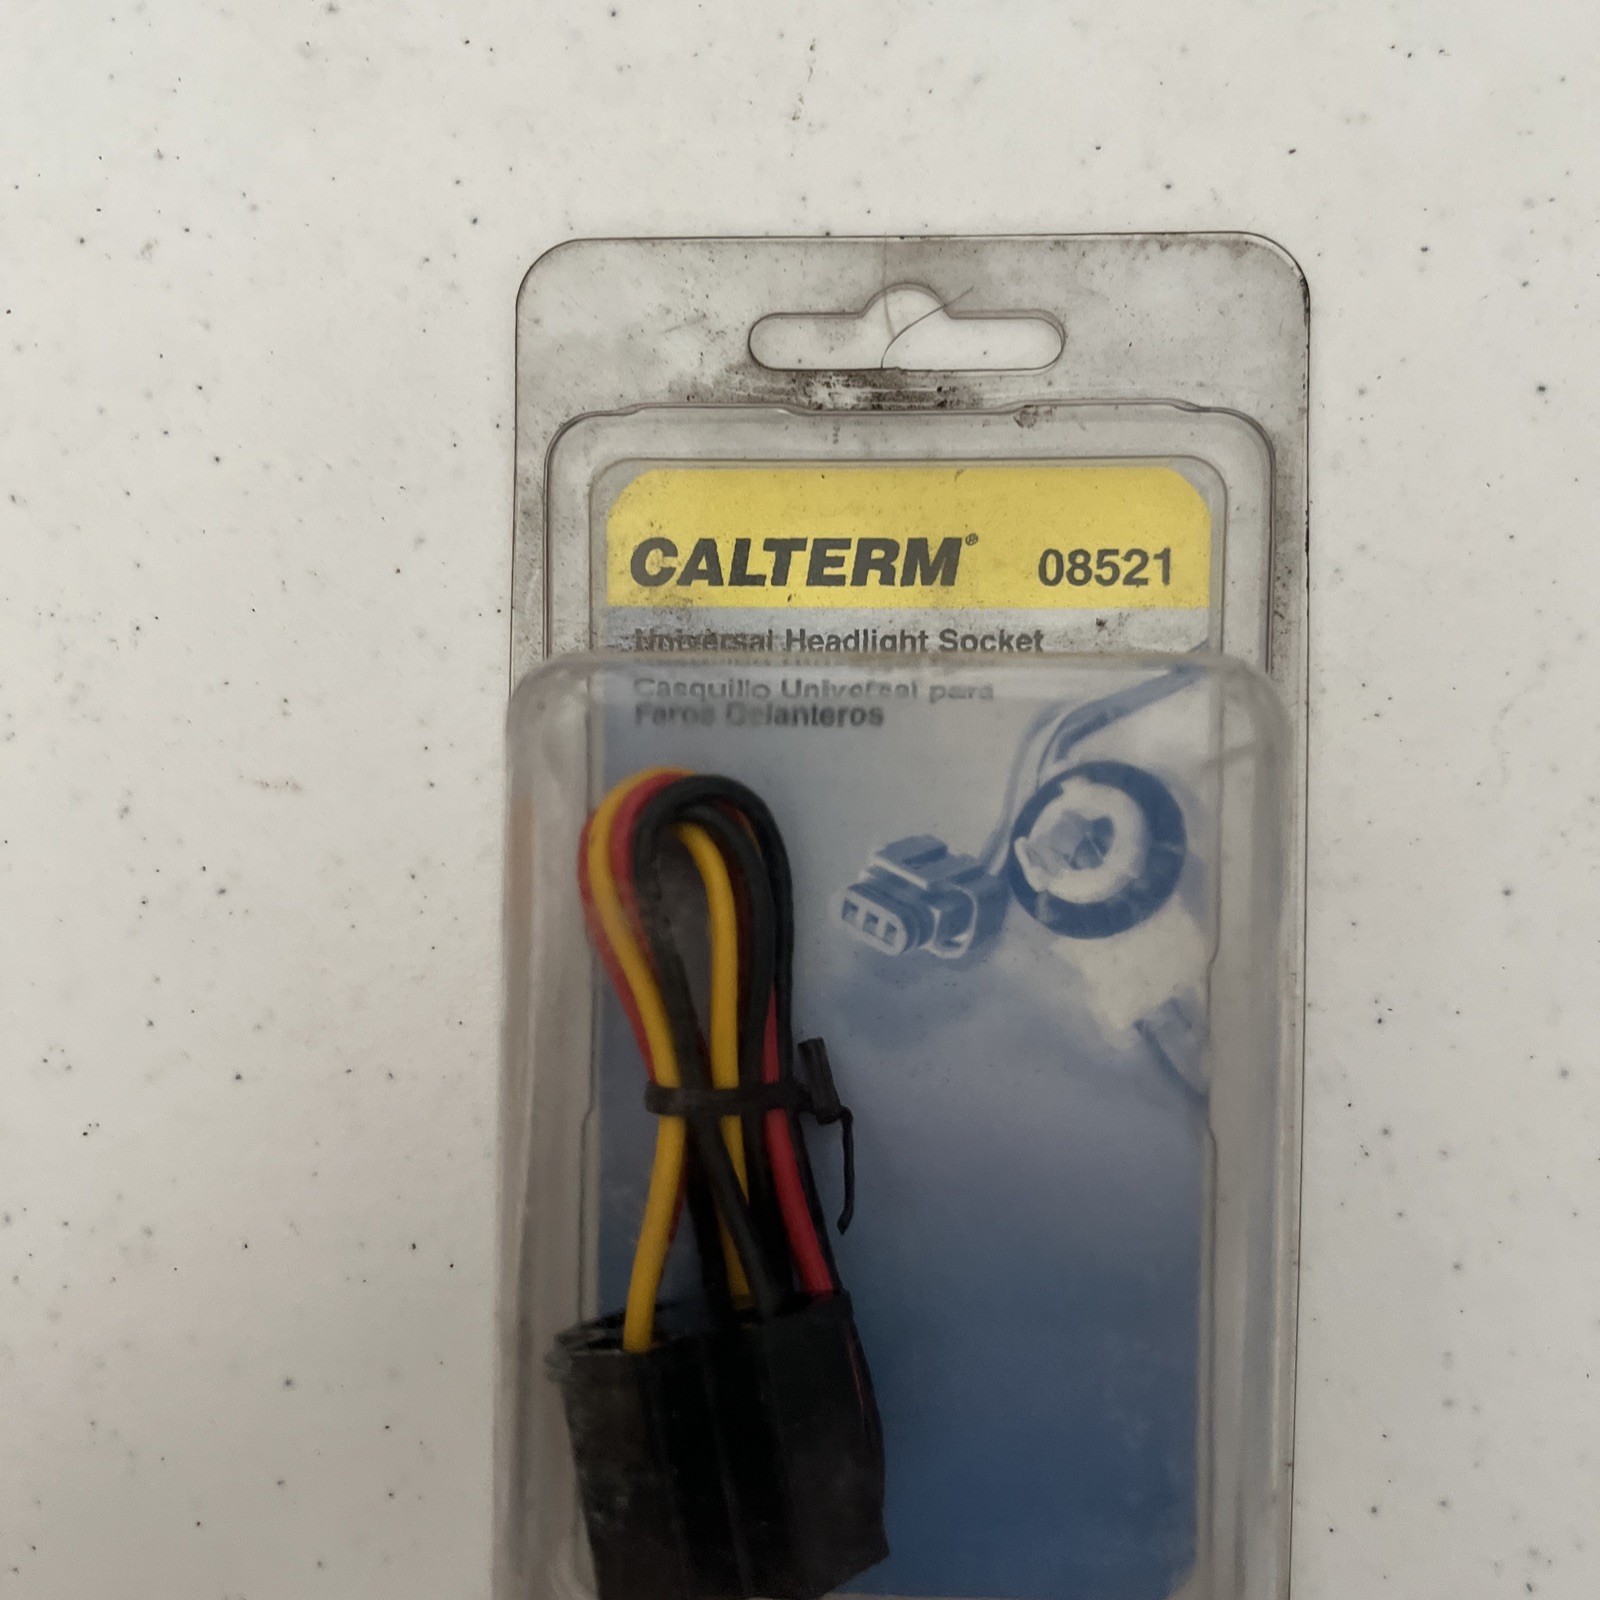 CALTERM® 08521
Universal Headlight Socket
Casquillo Universal para
Faros Delanteros